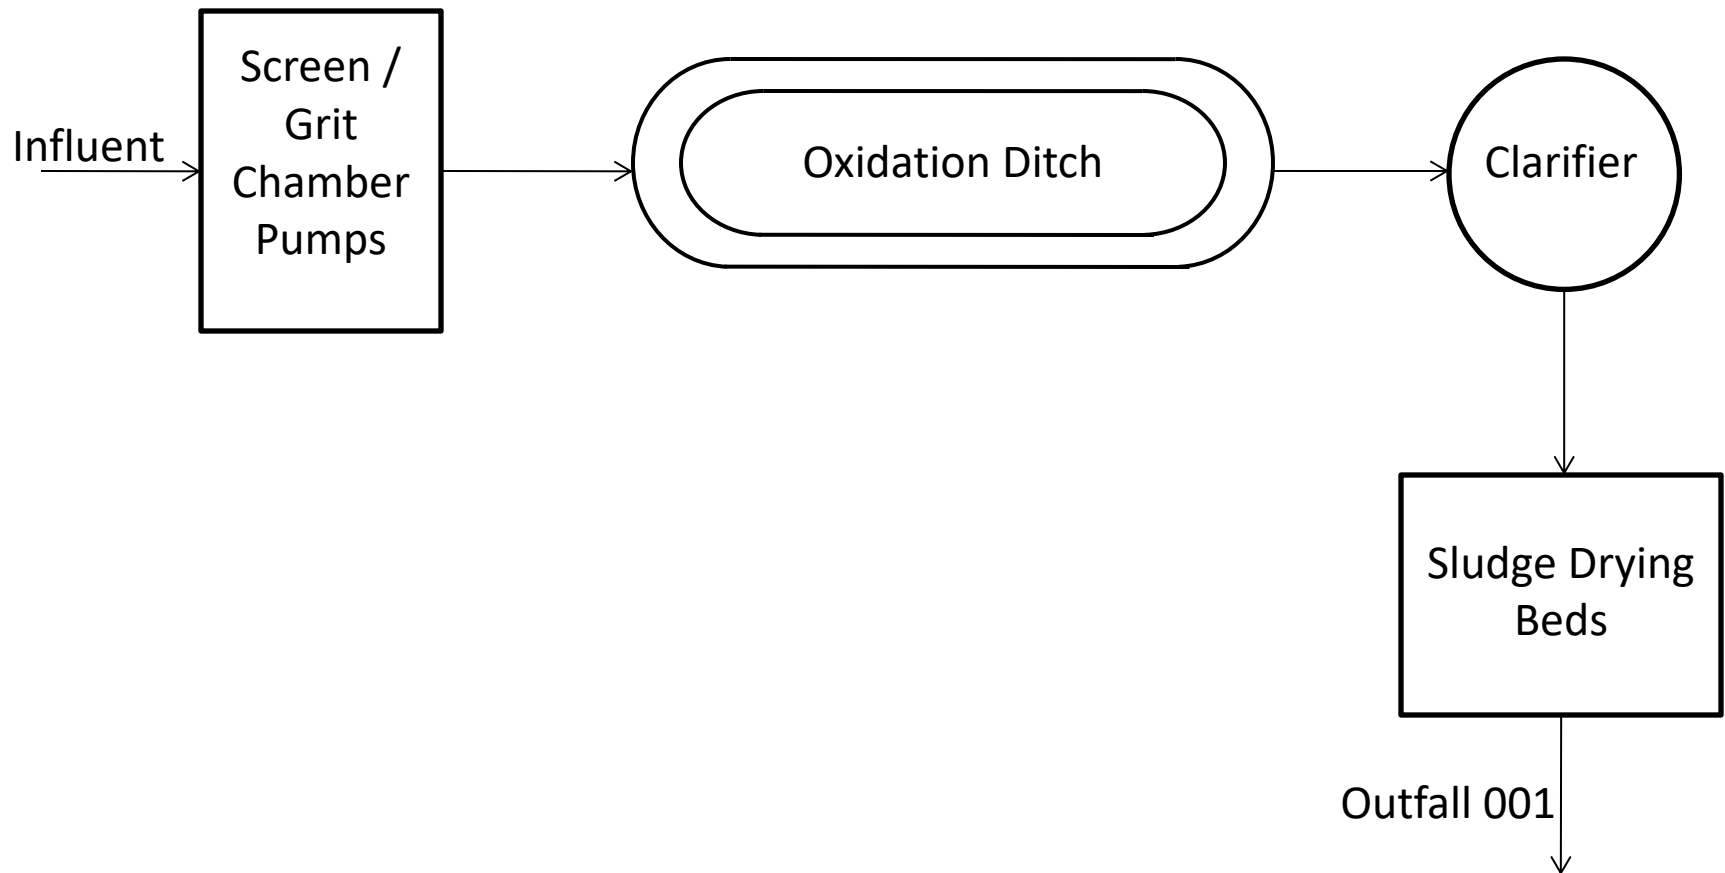 Influent
Screen /
Grit
Chamber
Pumps
Oxidation Ditch
Clarifier
Sludge Drying
Beds
Outfall 001